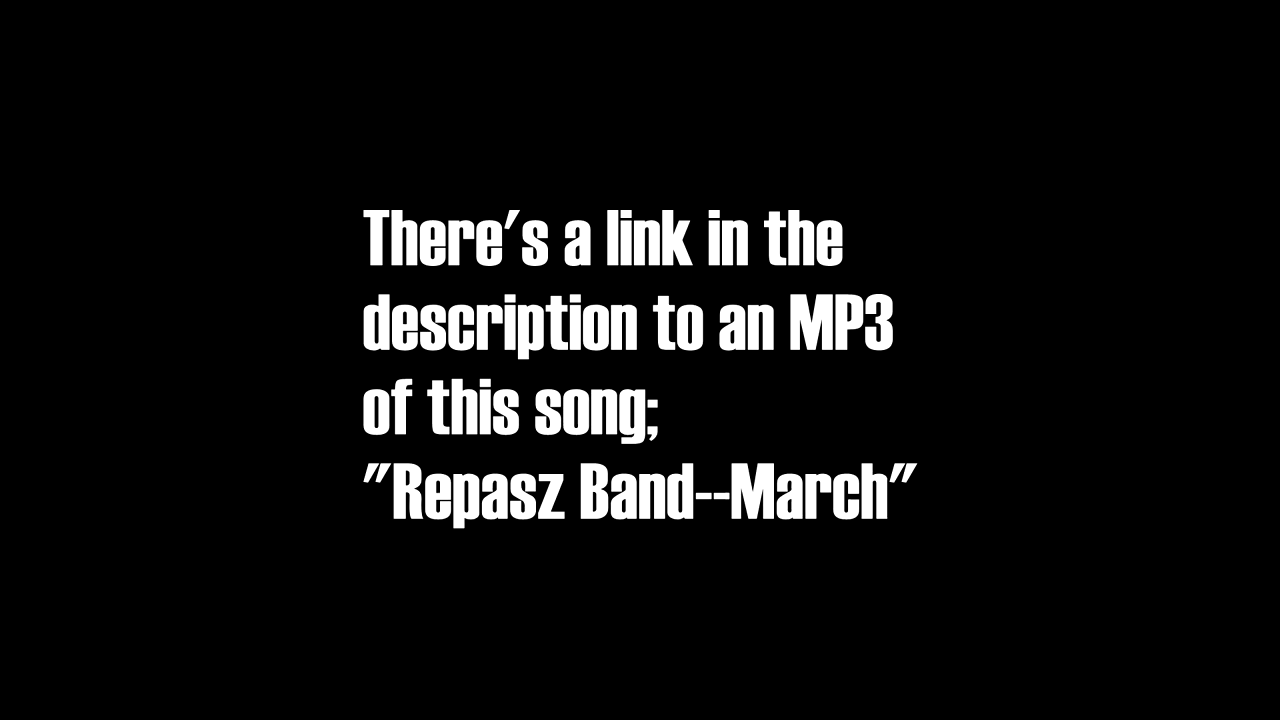 There's a link in the
description to an MP3
of this song;
"Repasz Band--March"